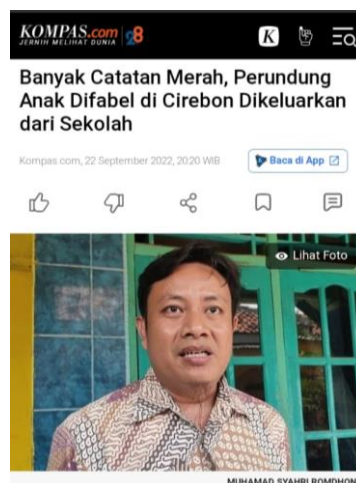 KOMPAS.com 28
JERNIH MELIHAT DUNIA
K
Banyak Catatan Merah, Perundung
Anak Difabel di Cirebon Dikeluarkan
dari Sekolah
Kompas.com, 22 September 2022, 20:20 WIB
Baca di App
Lihat Foto
MUHAMAD SYAHRI ROMDHON